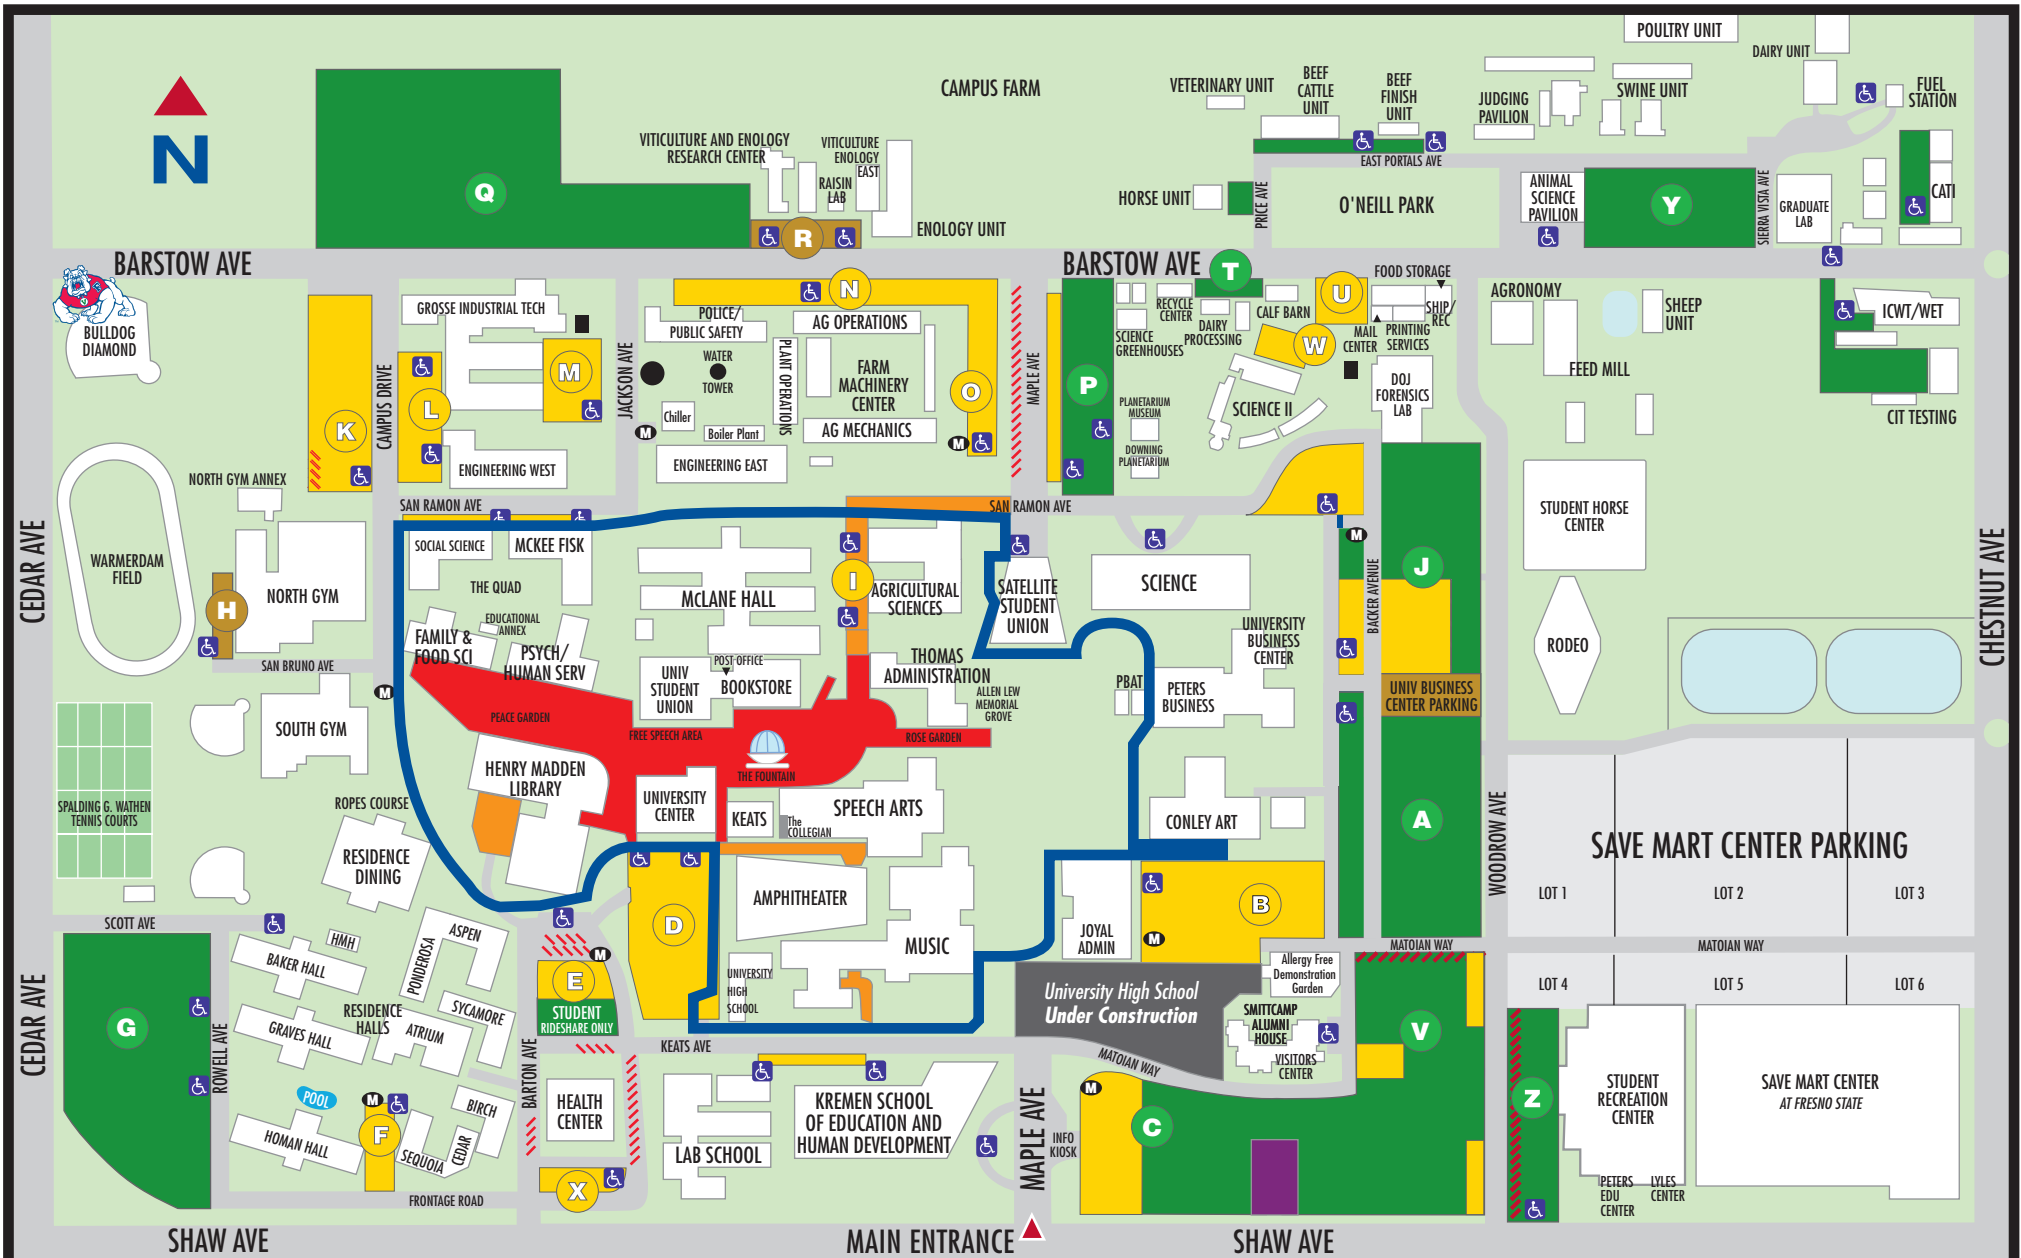 POULTRY UNIT
DAIRY UNIT
CAMPUS FARM
VETERINARY UNIT
BEEF
CATTLE
UNIT
BEEF
FINISH
UNIT
JUDGING
PAVILION
SWINE UNIT
FUEL
STATION
N
Q
VITICULTURE AND ENOLOGY
RESEARCH CENTER
VITICULTURE
ENOLOGY
EAST
RAISIN
LAB
R
ENOLOGY UNIT
EAST PORTALS AVE
HORSE UNIT
PRICE AVE
O'NEILL PARK
ANIMAL
SCIENCE
PAVILION
Y
SIERRA VISTA AVE
GRADUATE
LAB
CATI
BARSTOW AVE
BARSTOW AVE
BULLDOG
DIAMOND
K
CAMPUS DRIVE
GROSSE INDUSTRIAL TECH
L
M
JACKSON AVE
POLICE/
PUBLIC SAFETY
WATER
TOWER
PLANT OPERATIONS
N
AG OPERATIONS
FARM
MACHINERY
CENTER
AG MECHANICS
O
Chiller
Boiler Plant
M
M
ENGINEERING WEST
ENGINEERING EAST
MAPLE AVE
P
T
RECYCLE
CENTER
SCIENCE
GREENHOUSES
DAIRY
PROCESSING
CALF BARN
U
W
FOOD STORAGE
SHIP/
REC
MAIL
CENTER
PRINTING
SERVICES
PLANETARIUM
MUSEUM
DOWNING
PLANETARIUM
SCIENCE II
DOJ
FORENSICS
LAB
AGRONOMY
SHEEP
UNIT
FEED MILL
ICWT/WET
CIT TESTING
CEDAR AVE
WARMERDAM
FIELD
NORTH GYM ANNEX
NORTH GYM
H
SAN BRUNO AVE
SAN RAMON AVE
SAN RAMON AVE
SOCIAL SCIENCE
MCKEE FISK
THE QUAD
EDUCATIONAL
ANNEX
FAMILY &
FOOD SCI
PSYCH/
HUMAN SERV
McLANE HALL
I
AGRICULTURAL
SCIENCES
SATELLITE
STUDENT
UNION
SCIENCE
M
BACKER AVENUE
J
STUDENT HORSE
CENTER
RODEO
CHESTNUT AVE
UNIV
STUDENT
UNION
POST OFFICE
BOOKSTORE
THOMAS
ADMINISTRATION
ALLEN LEW
MEMORIAL
GROVE
UNIVERSITY
BUSINESS
CENTER
PBAT
PETERS
BUSINESS
UNIV BUSINESS
CENTER PARKING
M
SOUTH GYM
PEACE GARDEN
FREE SPEECH AREA
ROSE GARDEN
THE FOUNTAIN
HENRY MADDEN
LIBRARY
UNIVERSITY
CENTER
KEATS
The
COLLEGIAN
SPEECH ARTS
CONLEY ART
A
WOODROW AVE
SAVE MART CENTER PARKING
LOT 1
LOT 2
LOT 3
SPALDING G. WATHEN
TENNIS COURTS
ROPES COURSE
RESIDENCE
DINING
AMPHITHEATER
MUSIC
D
B
M
JOYAL
ADMIN
SCOTT AVE
HMH
BAKER HALL
PONDEROSA
ASPEN
SYCAMORE
RESIDENCE
HALLS
ATRIUM
GRAVES HALL
M
E
STUDENT
RIDESHARE ONLY
UNIVERSITY
HIGH
SCHOOL
University High School
Under Construction
Allergy Free
Demonstration
Garden
SMITTCAMP
ALUMNI
HOUSE
VISITORS
CENTER
MATOIAN WAY
MATOIAN WAY
LOT 4
LOT 5
LOT 6
V
CEDAR AVE
G
ROWELL AVE
KEATS AVE
MATOIAN WAY
BARTON AVE
POOL
M
F
BIRCH
HOMAN HALL
SEQUOIA
CEDAR
HEALTH
CENTER
X
LAB SCHOOL
KREMEN SCHOOL
OF EDUCATION AND
HUMAN DEVELOPMENT
MAPLE AVE
INFO
KIOSK
M
C
Z
STUDENT
RECREATION
CENTER
SAVE MART CENTER
AT FRESNO STATE
PETERS
EDU
CENTER
LYLES
CENTER
FRONTAGE ROAD
SHAW AVE
MAIN ENTRANCE
SHAW AVE